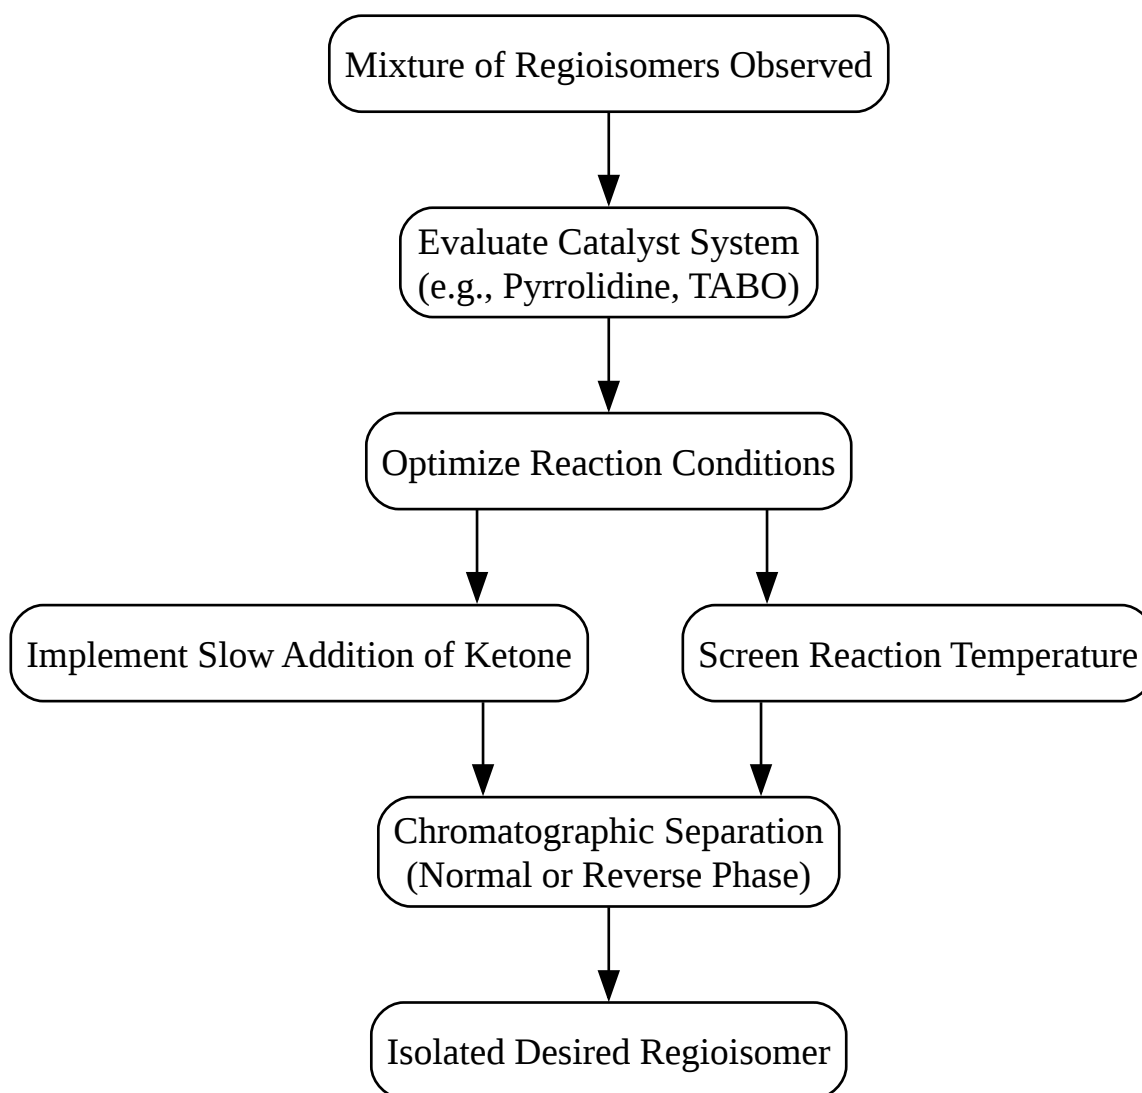 Mixture of Regioisomers Observed
Evaluate Catalyst System
(e.g., Pyrrolidine, TABO)
Optimize Reaction Conditions
Implement Slow Addition of Ketone
Screen Reaction Temperature
Chromatographic Separation
(Normal or Reverse Phase)
Isolated Desired Regioisomer